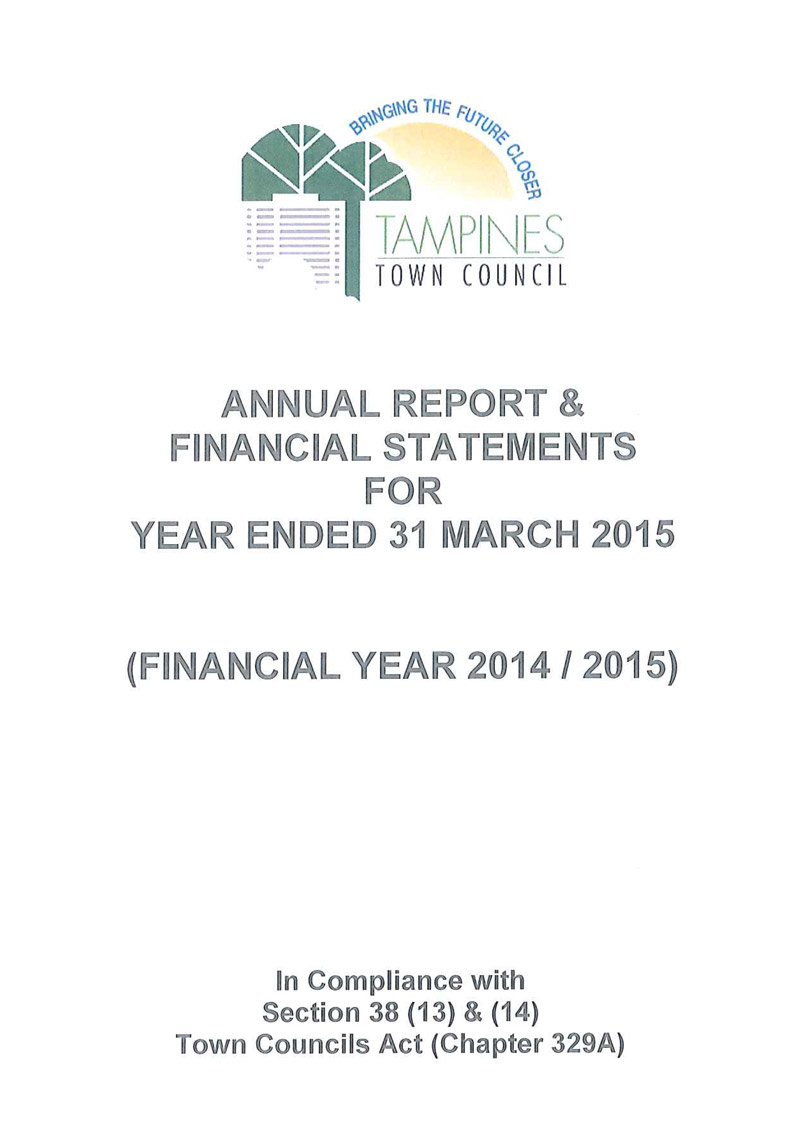 BRINGING THE FUTURE CLOSER
TAMPINES
TOWN COUNCIL
ANNUAL REPORT &
FINANCIAL STATEMENTS
FOR
YEAR ENDED 31 MARCH 2015
(FINANCIAL YEAR 2014 / 2015)
In Compliance with
Section 38 (13) & (14)
Town Councils Act (Chapter 329A)